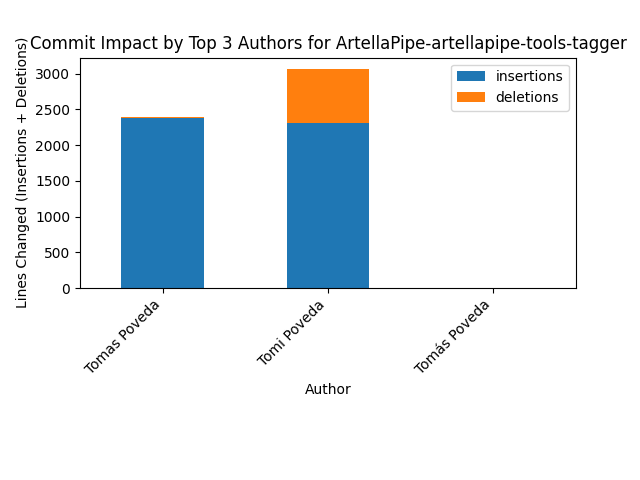 Commit Impact by Top 3 Authors for ArtellaPipe-artellapipe-tools-tagger
Lines Changed (Insertions + Deletions)
3000
2500
2000
1500
1000
500
0
insertions
deletions
Tomas Poveda
Tomi Poveda
Tomás Poveda
Author